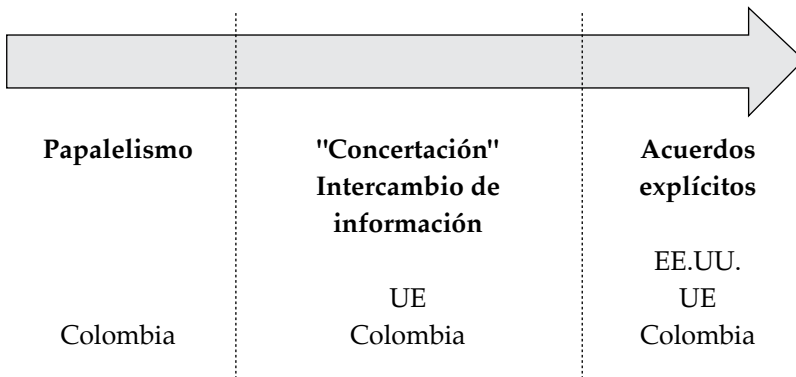 Papalelismo
"Concertación"
Intercambio de
información
Acuerdos
explícitos
Colombia
UE
Colombia
EE.UU.
UE
Colombia